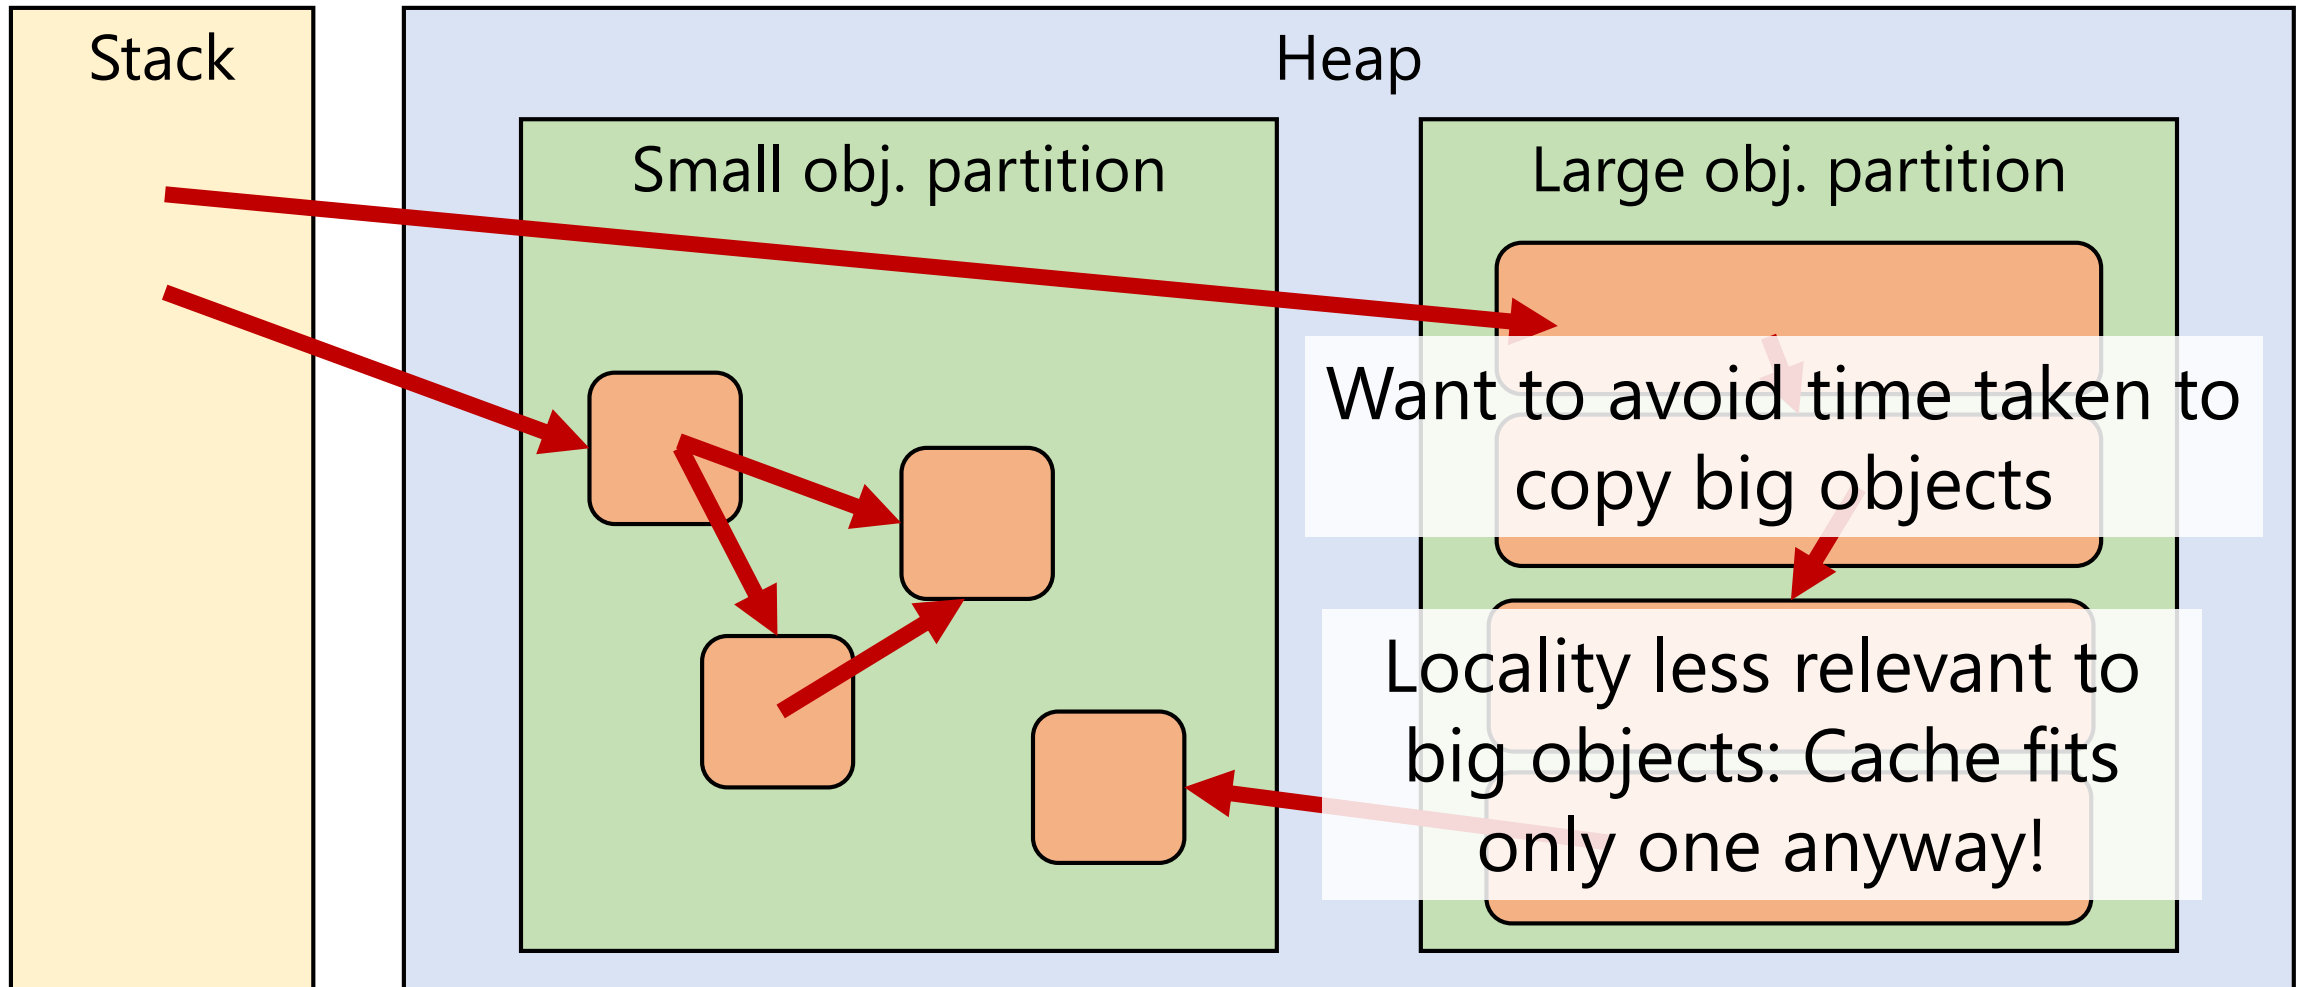 Stack
Heap
Small obj. partition
Large obj. partition
Want to avoid time taken to
copy big objects
Locality less relevant to
big objects: Cache fits
only one anyway!